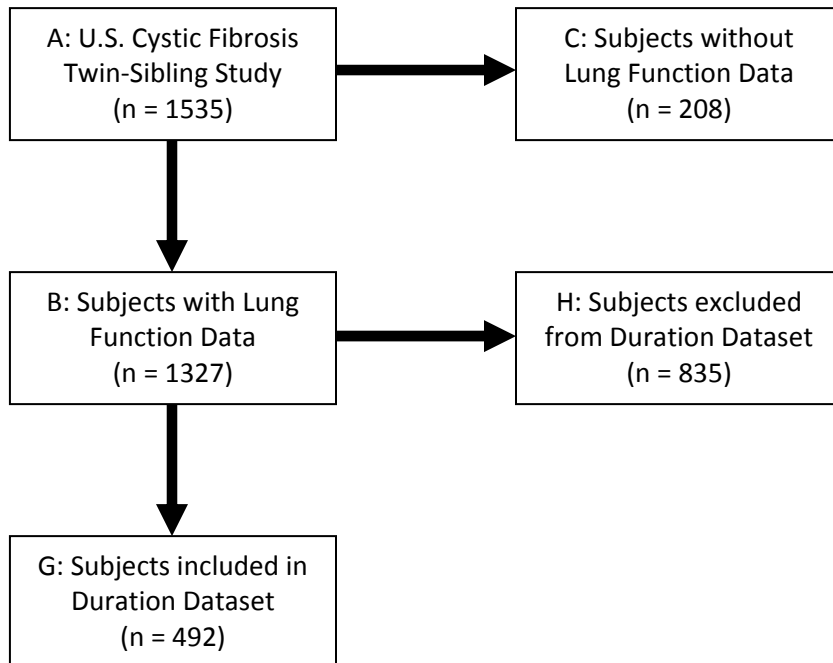 A: U.S. Cystic Fibrosis
Twin-Sibling Study
(n = 1535)
C: Subjects without
Lung Function Data
(n = 208)
B: Subjects with Lung
Function Data
(n = 1327)
H: Subjects excluded
from Duration Dataset
(n = 835)
G: Subjects included in
Duration Dataset
(n = 492)